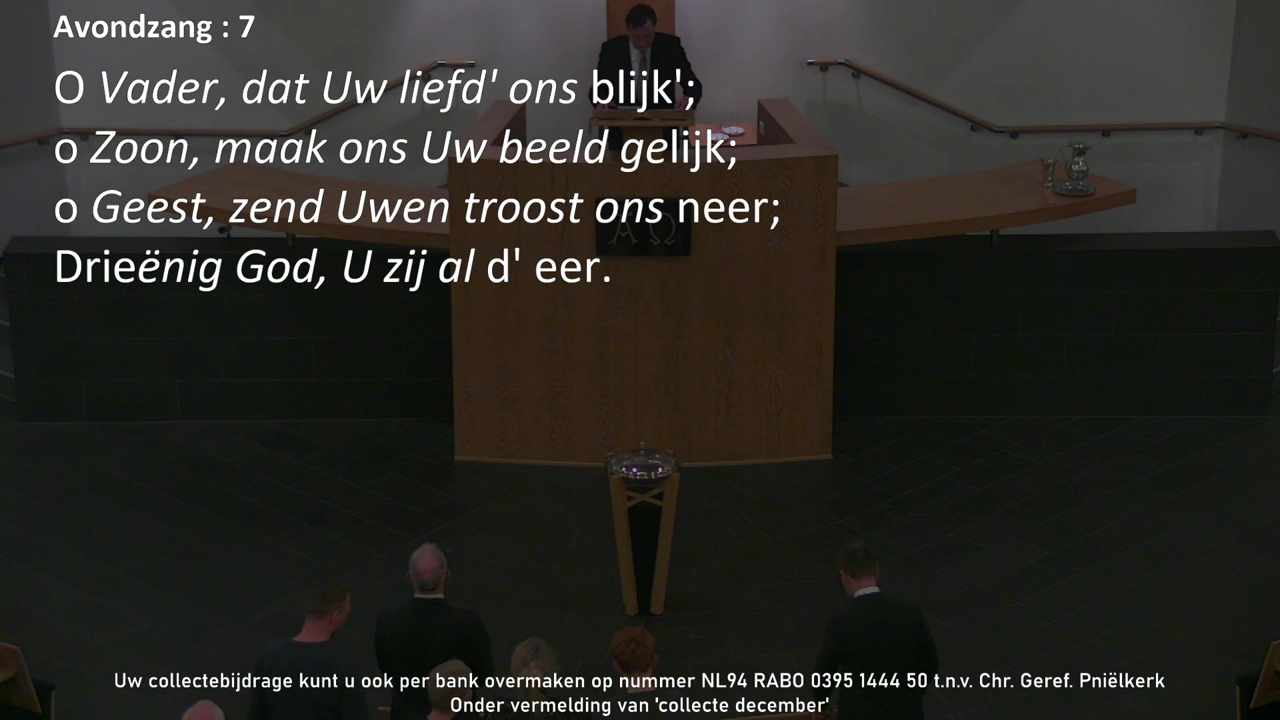 Avondzang : 7
O Vader, dat Uw liefd' ons blijk';
o Zoon, maak ons Uw beeld gelijk;
o Geest, zend Uwen troost ons neer;
Drieënig God, U zij al d' eer.
Α Ω
Uw collectebijdrage kunt u ook per bank overmaken op nummer NL94 RABO 0395 1444 50 t.n.v. Chr. Geref. Pniëlkerk
Onder vermelding van 'collecte december'